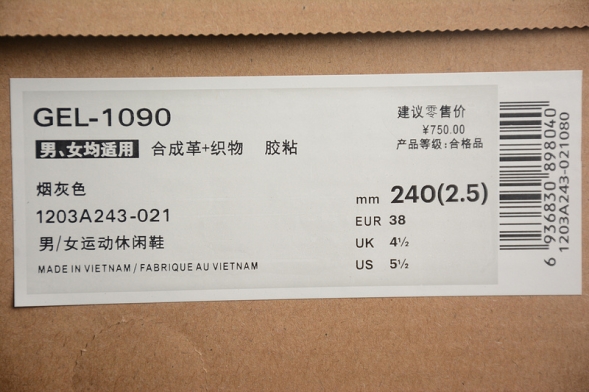 GEL-1090
男、女均适用 合成革+织物 胶粘
烟灰色
1203A243-021
男/女运动休闲鞋
MADE IN VIETNAM / FABRIQUE AU VIETNAM
建议零售价
¥750.00
产品等级:合格品
mm 240(2.5)
EUR 38
UK 4½
US 5½
6 936830 898040
1203A243-021080